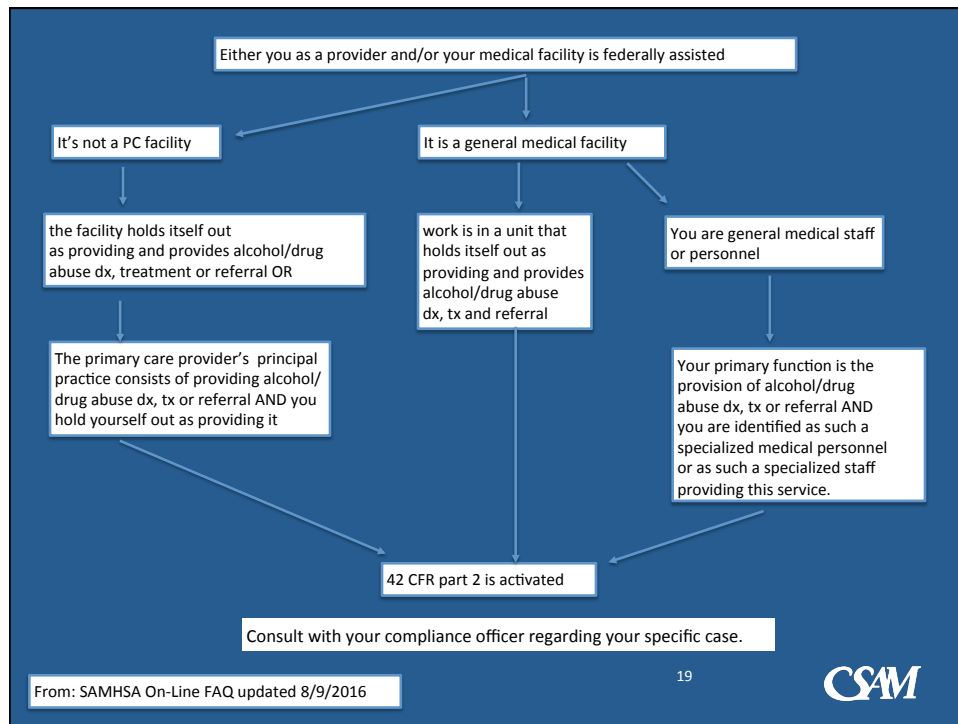 Either you as a provider and/or your medical facility is federally assisted
It's not a PC facility
It is a general medical facility
the facility holds itself out
as providing and provides alcohol/drug
abuse dx, treatment or referral OR
work is in a unit that
holds itself out as
providing and provides
alcohol/drug abuse
dx, tx and referral
You are general medical staff
or personnel
The primary care provider's principal
practice consists of providing alcohol/
drug abuse dx, tx or referral AND you
hold yourself out as providing it
Your primary function is the
provision of alcohol/drug
abuse dx, tx or referral AND
you are identified as such a
specialized medical personnel
or as such a specialized staff
providing this service.
42 CFR part 2 is activated
Consult with your compliance officer regarding your specific case.
From: SAMHSA On-Line FAQ updated 8/9/2016
19
CSAM